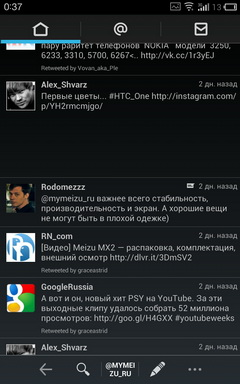 0:37
пару раритет телефонов "NOKIA" модели 3250,
6233, 3110, 5700, 6267<.. http://vk.cc/1r3yEJ
Retweeted by Vovan_aka_Ple
Alex_Shvarz
2 дн. назад
Первые цветы... #HTC_One http://instagram.com/
p/YH2rmcmjgo/
Rodomezzz
2 дн. назад
@mymeizu_ru важнее всего стабильность,
производительность и экран. А хорошие вещи
не могут быть в плохой одежке)
RN_com
2 дн. назад
[Видео] Meizu MX2 — распаковка, комплектация,
внешний осмотр http://dlvr.it/3DmSV2
Retweeted by graceastrid
GoogleRussia
2 дн. назад
А вот и он, новый хит PSY на YouTube. За эти
выходные клипу удалось собрать 52 миллиона
просмотров: http://goo.gl/H4GXX #youtubeweeks
Retweeted by graceastrid
Alex_Shvarz
2 дн. назад
@MYMEI
ZU_RU